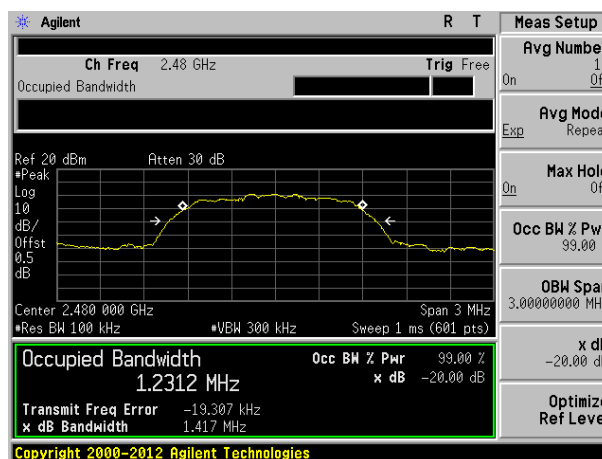 Agilent R T Meas Setup
Avg Number
1
On Of
Ch Freq 2.48 GHz Trig Free
Occupied Bandwidth
Avg Mode
Exp Repea
Ref 20 dBm Atten 30 dB
#Peak
Log
10
dB/
Offst
0.5
dB
Max Hol
On Of
Occ BW % Pw
99.00
OBW Spa
3.00000000 MH
Center 2.480 000 GHz Span 3 MHz
#Res BW 100 kHz #VBW 300 kHz Sweep 1 ms (601 pts)
x d
-20.00 d
Occupied Bandwidth Occ BW % Pwr 99.00 %
1.2312 MHz x dB -20.00 dB
Transmit Freq Error -19.307 kHz
x dB Bandwidth 1.417 MHz
Optimize
Ref Leve
Copyright 2000-2012 Agilent Technologies